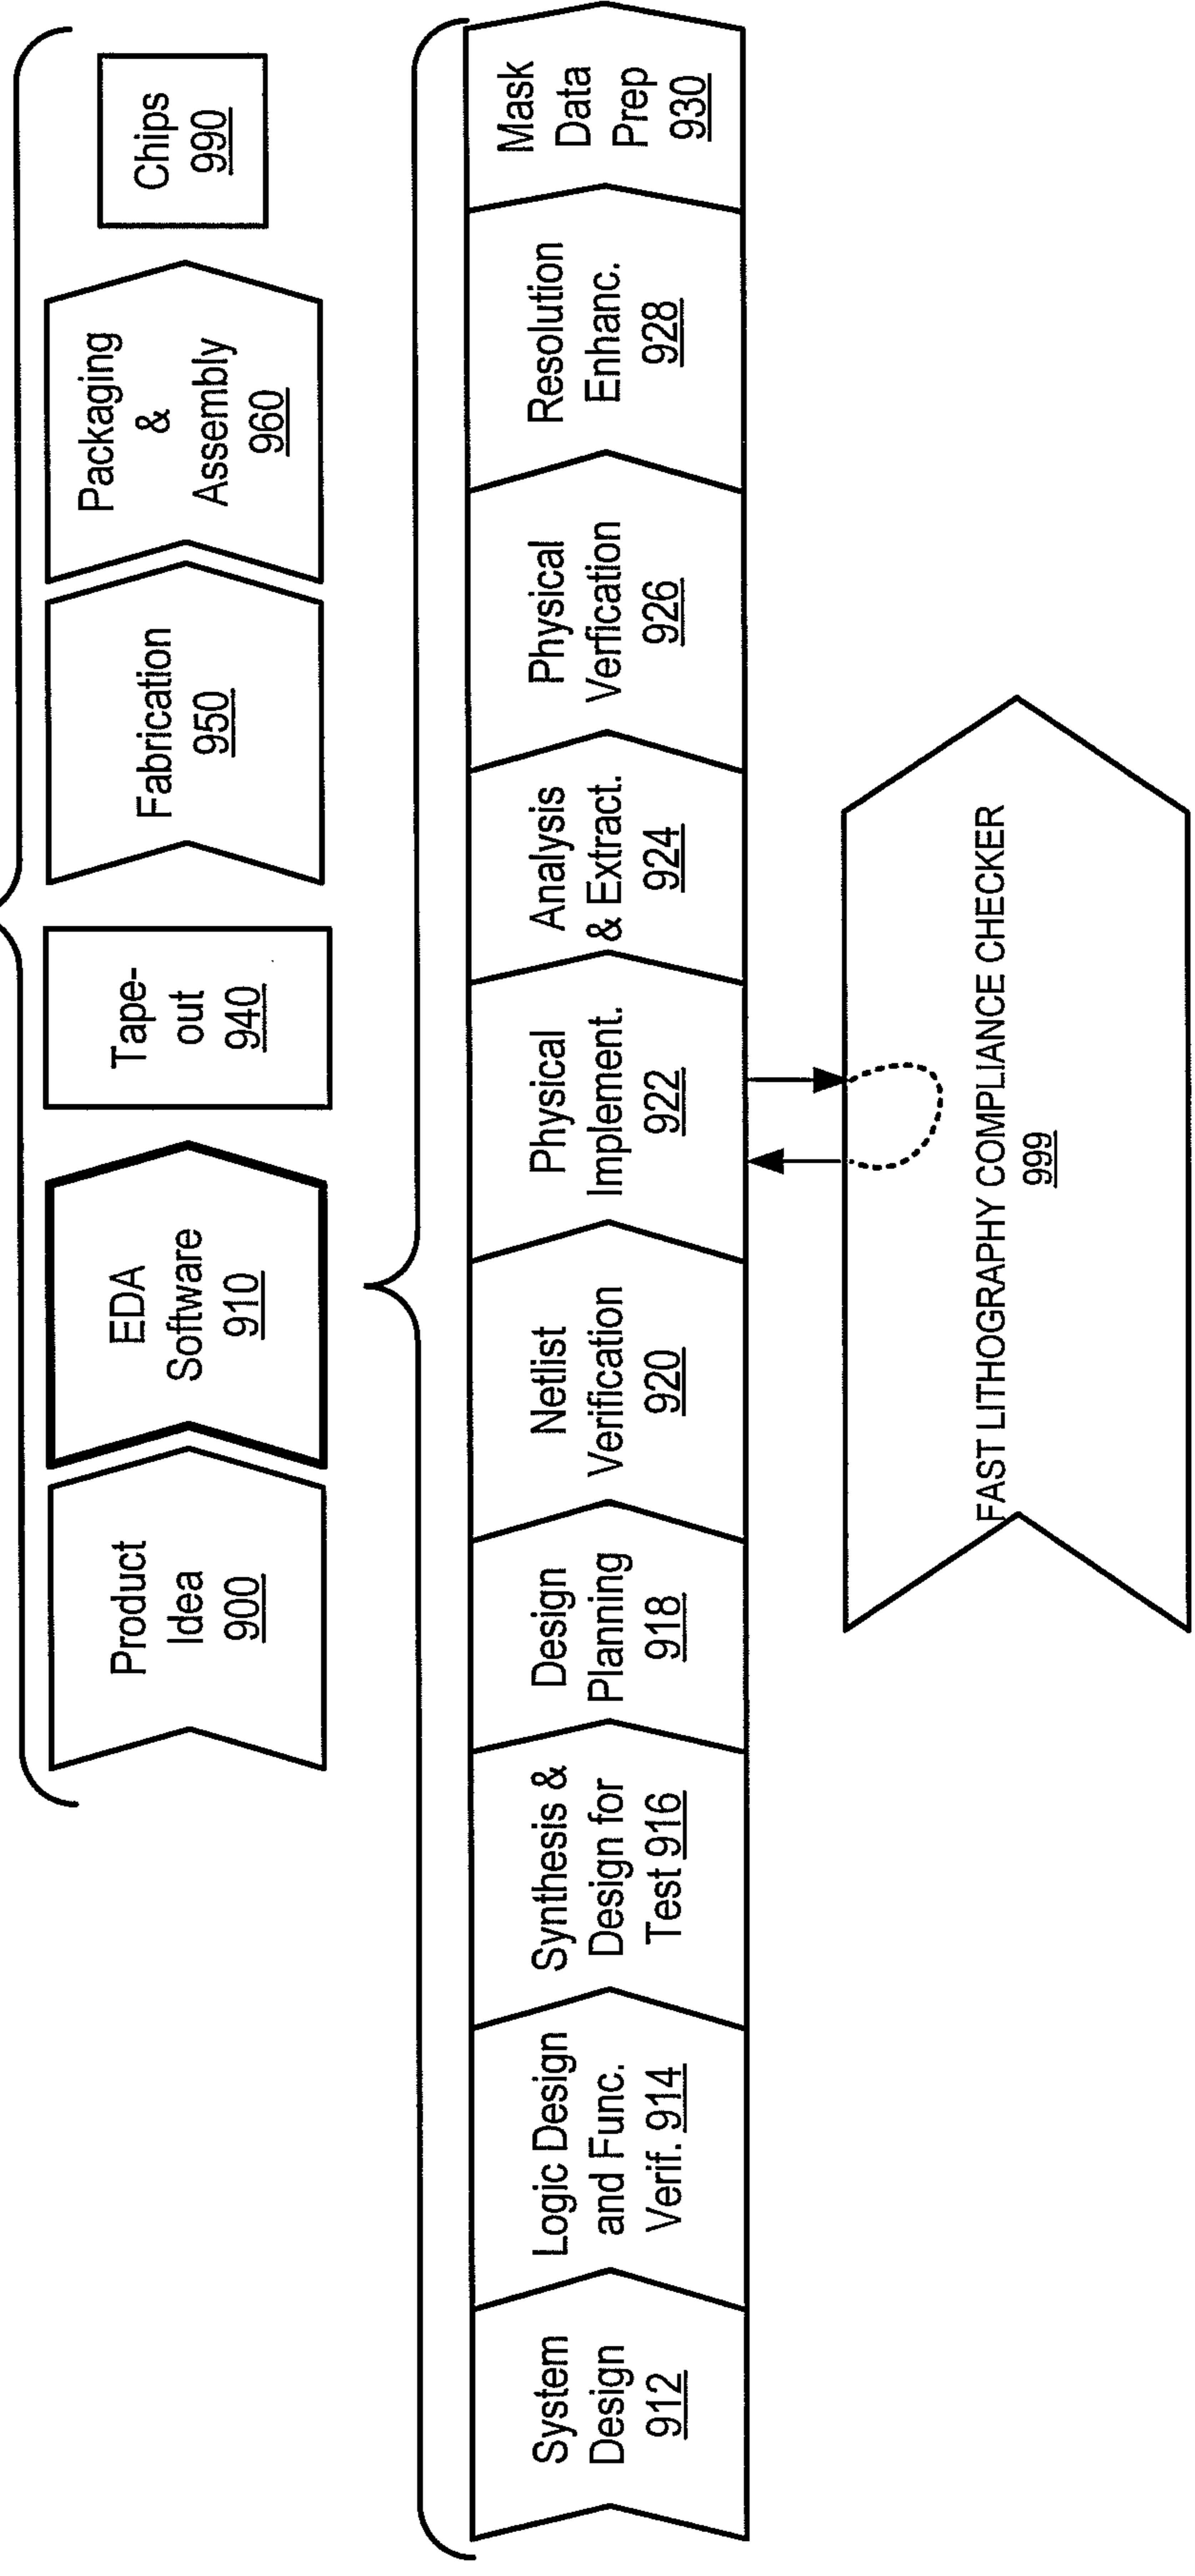 Product
Idea
900
EDA
Software
910
Tape-
out
940
Fabrication
950
Packaging
&
Assembly
960
Chips
990
System
Design
912
Logic Design
and Func.
Verif. 914
Synthesis &
Design for
Test 916
Design
Planning
918
Netlist
Verification
920
Physical
Implement.
922
Analysis
& Extract.
924
Physical
Verfication
926
Resolution
Enhanc.
928
Mask
Data
Prep
930
FAST LITHOGRAPHY COMPLIANCE CHECKER
999